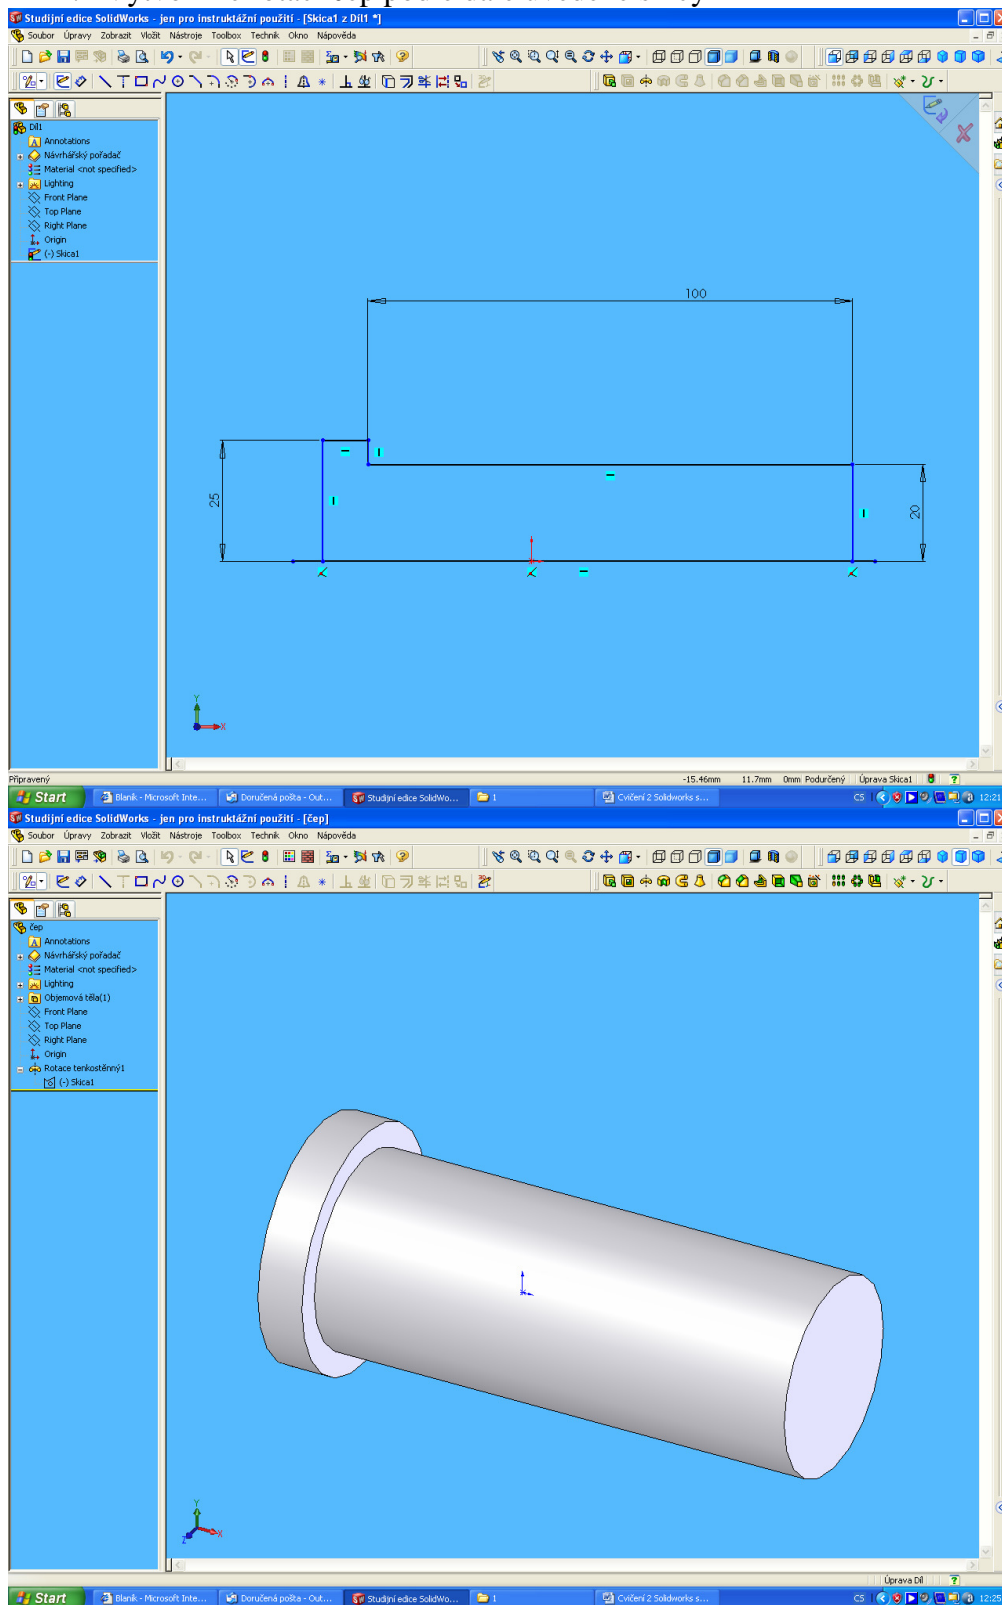 Studijní edice SolidWorks - jen pro instruktážní použití - [Skica1 z Díl1 *]
Soubor Úpravy Zobrazit Vložit Nástroje Toolbox Technik Okno Nápověda
Díl1
Annotations
Návrhářský pořadač
Material <not specified>
Lighting
Front Plane
Top Plane
Right Plane
Origin
(-) Skica1
100
25
20
Y
X
Připravený
-15.46mm 11.7mm 0mm Podurčený Úprava Skica1
Start Blaník - Microsoft Inte... Doručená pošta - Out... Studijní edice SolidWo... 1 Cvičení 2 Solidworks s... CS 12:21
Studijní edice SolidWorks - jen pro instruktážní použití - [čep]
Soubor Úpravy Zobrazit Vložit Nástroje Toolbox Technik Okno Nápověda
čep
Annotations
Návrhářský pořadač
Material <not specified>
Lighting
Objemová těla(1)
Front Plane
Top Plane
Right Plane
Origin
Rotace tenkostěnný1
(-) Skica1
Y
Z
X
Úprava Díl
Start Blaník - Microsoft Inte... Doručená pošta - Out... Studijní edice SolidWo... 1 Cvičení 2 Solidworks s... CS 12:25